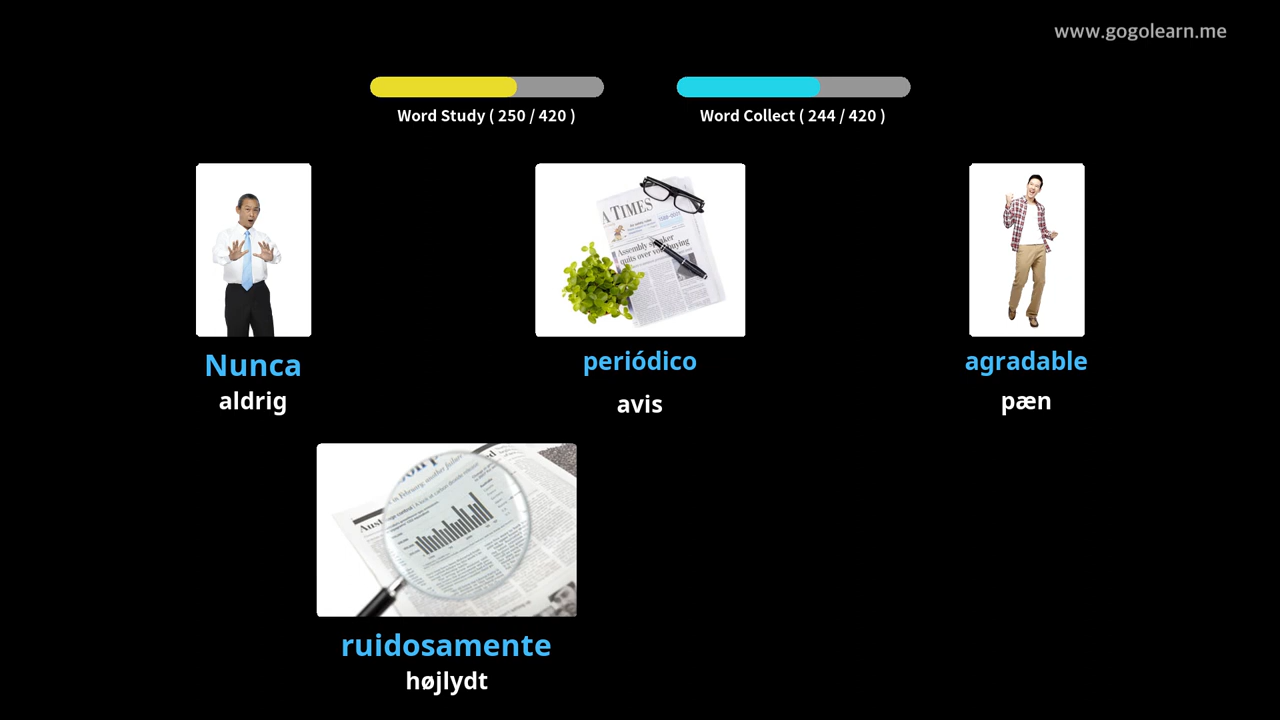 www.gogolearn.me
Word Study ( 250 / 420 )
Word Collect ( 244 / 420 )
A TIMES
Nunca
periódico
agradable
aldrig
avis
pæn
ruidosamente
højlydt